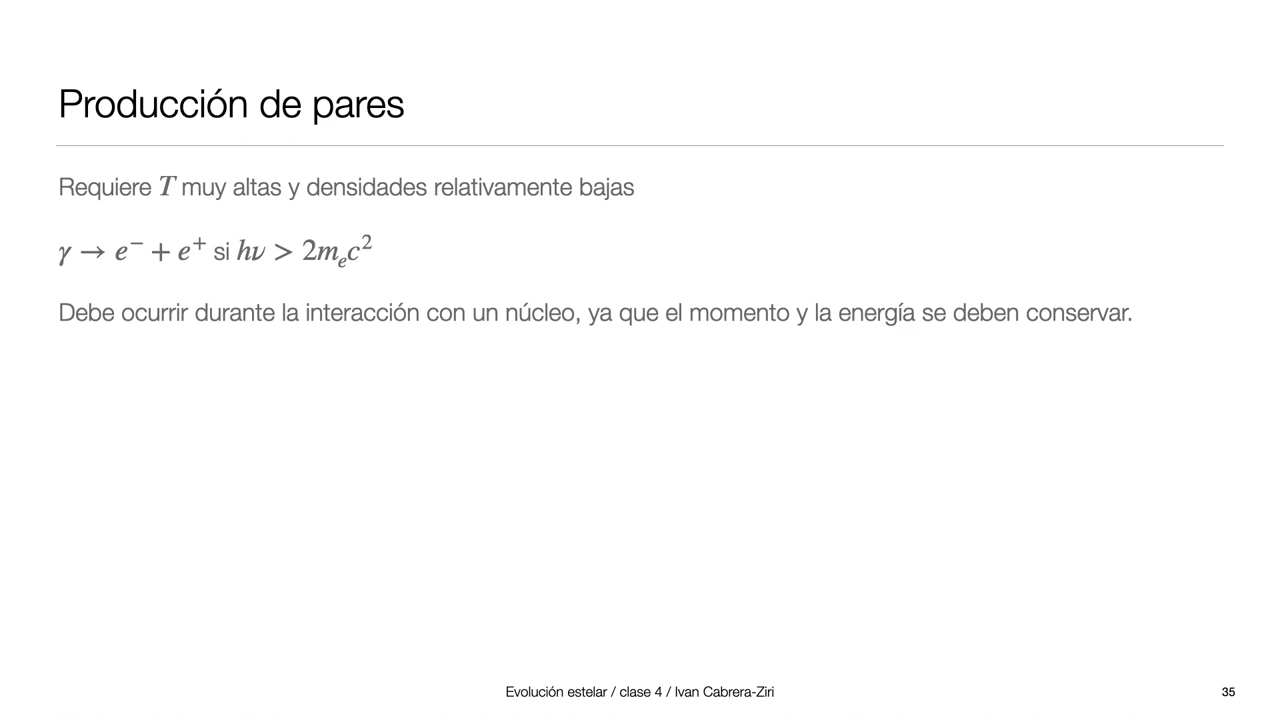 Producción de pares
Requiere T muy altas y densidades relativamente bajas
γ → e⁻ + e⁺ si hν > 2mₑc²
Debe ocurrir durante la interacción con un núcleo, ya que el momento y la energía se deben conservar.
Evolución estelar / clase 4 / Ivan Cabrera-Ziri
35